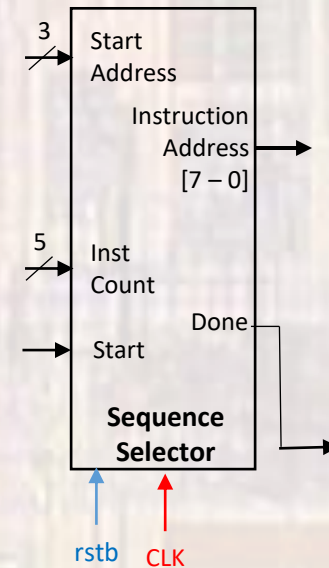 3
Start
Address
Instruction
Address
[7 – 0]
5
Inst
Count
Done
Start
Sequence
Selector
rstb
CLK